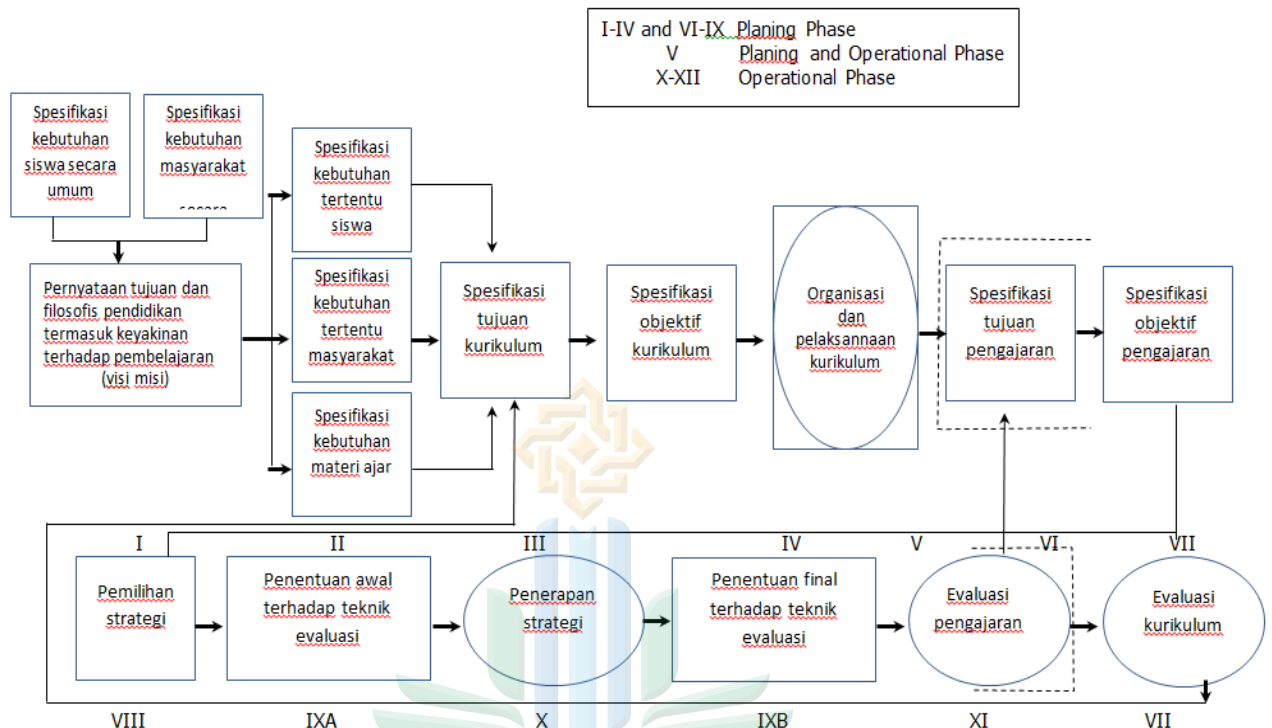 I-IV and VI-IX Planing Phase
V Planing and Operational Phase
X-XII Operational Phase
Spesifikasi
kebutuhan
siswa secara
umum
Spesifikasi
kebutuhan
masyarakat
Spesifikasi
kebutuhan
tertentu
siswa
Pernyataan tujuan dan
filosofis pendidikan
termasuk keyakinan
terhadap pembelajaran
(visi misi)
Spesifikasi
kebutuhan
tertentu
masyarakat
Spesifikasi
kebutuhan
materi ajar
Spesifikasi
tujuan
kurikulum
Spesifikasi
objektif
kurikulum
Organisasi
dan
pelaksannaan
kurikulum
Spesifikasi
tujuan
pengajaran
Spesifikasi
objektif
pengajaran
I II III IV V VI VII
Pemilihan
strategi
Penentuan awal
terhadap teknik
evaluasi
Penerapan
strategi
Penentuan final
terhadap teknik
evaluasi
Evaluasi
pengajaran
Evaluasi
kurikulum
VIII IXA X IXB XI VII